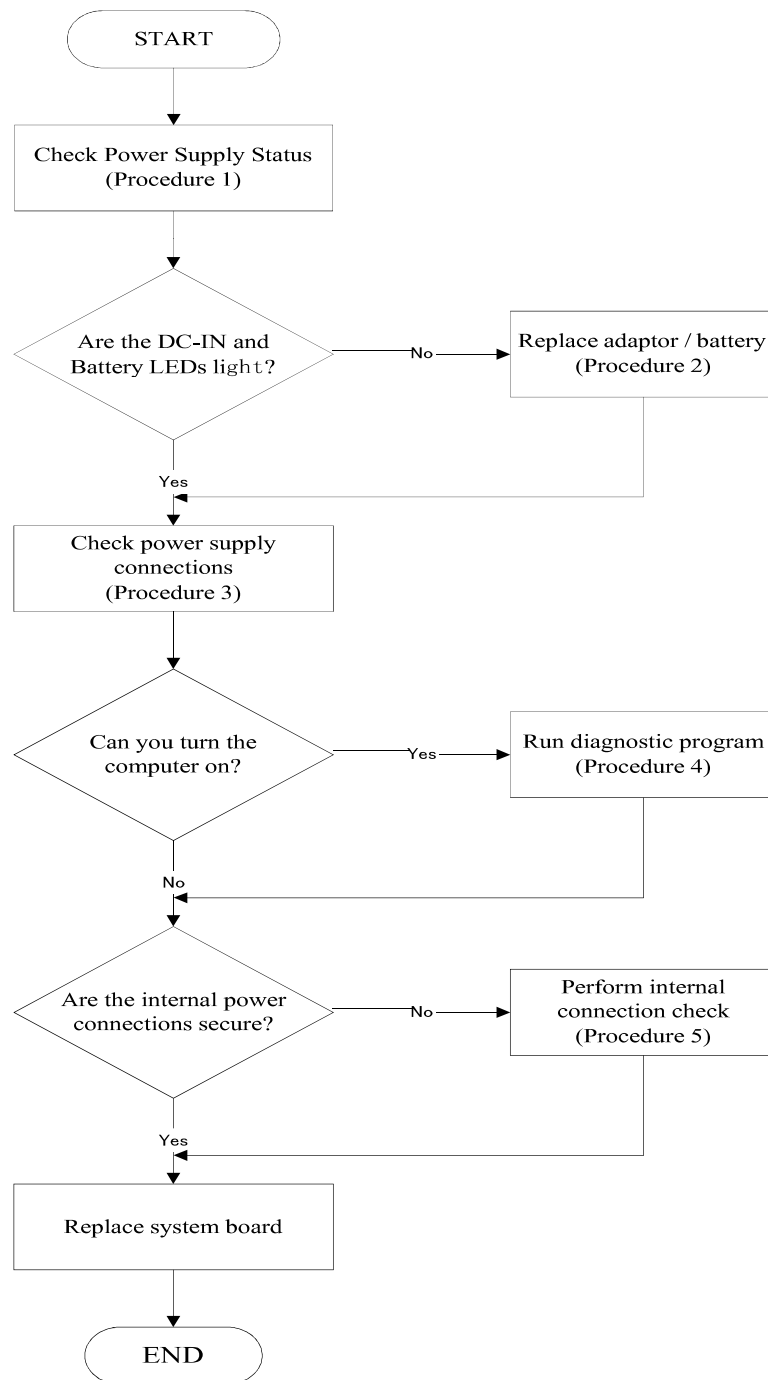 START
Check Power Supply Status
(Procedure 1)
Are the DC-IN and
Battery LEDs light?
No
Replace adaptor / battery
(Procedure 2)
Yes
Check power supply
connections
(Procedure 3)
Can you turn the
computer on?
Yes
Run diagnostic program
(Procedure 4)
No
Are the internal power
connections secure?
No
Perform internal
connection check
(Procedure 5)
Yes
Replace system board
END